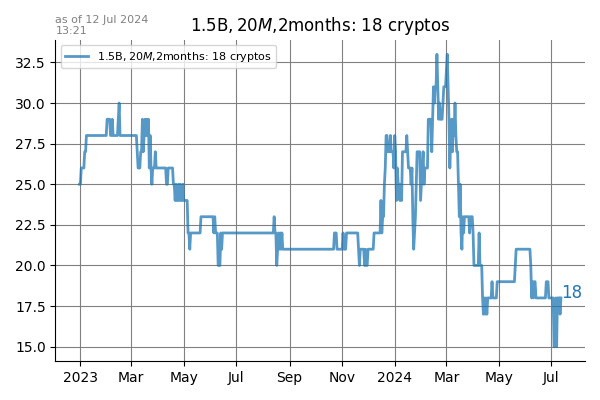 as of 12 Jul 2024
13:21
1.5B, 20M,2months: 18 cryptos
1.5B, 20M,2months: 18 cryptos
32.5
30.0
27.5
25.0
22.5
20.0
17.5
15.0
18
2023 Mar May Jul Sep Nov 2024 Mar May Jul